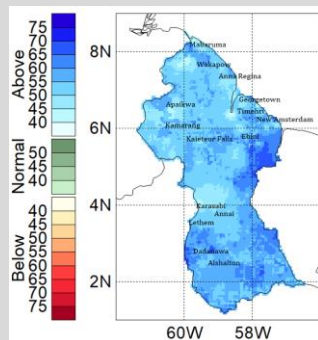 Above
75
70
65
60
55
50
45
40
Normal
50
45
40
Below
40
45
50
55
60
65
70
75
8N
6N
4N
2N
60W
58W
Mabaruma
Wakapow
Anna Regina
Georgetown
Apaikwa
Timehri
New Amsterdam
Kamarang
Ebini
Kaieteur Falls
Karasabi
Annai
Lethem
Dadanawa
Aishalton